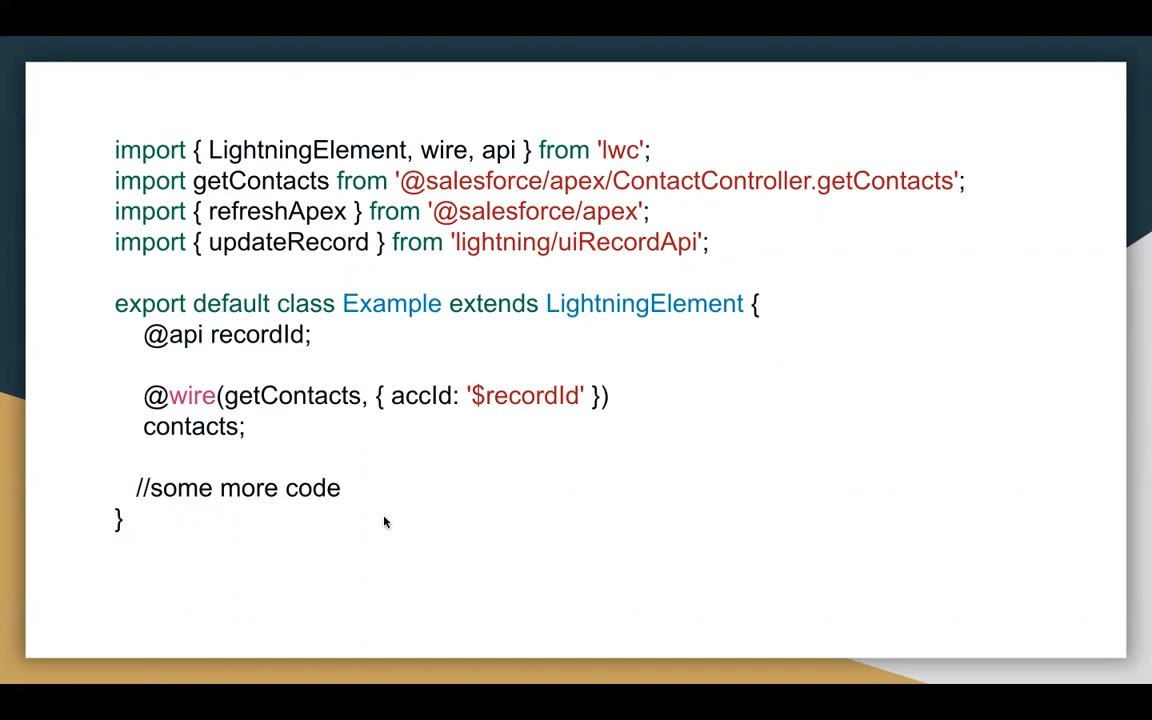 import { LightningElement, wire, api } from 'lwc';
import getContacts from '@salesforce/apex/ContactController.getContacts';
import { refreshApex } from '@salesforce/apex';
import { updateRecord } from 'lightning/uiRecordApi';
export default class Example extends LightningElement {
@api recordId;
@wire(getContacts, { accId: '$recordId' })
contacts;
//some more code
}